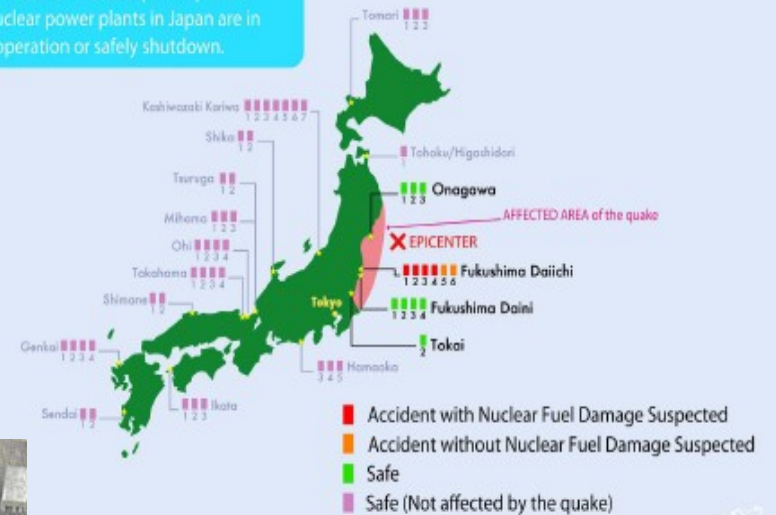 nuclear power plants in Japan are in
operation or safely shutdown.
Tomari 1 2 3
Kashiwazaki Kariwa 1 2 3 4 5 6 7
Shika 1 2
Tohoku/Higashidori 1
Tsuruga 1 2
Onagawa 1 2 3
Mihama 1 2 3
AFFECTED AREA of the quake
Ohi 1 2 3 4
EPICENTER
Takahama 1 2 3 4
Fukushima Daiichi 1 2 3 4 5 6
Shimane 1 2
Tokyo
Fukushima Daini 1 2 3 4
Genkai 1 2 3 4
Tokai 2
Hamaoka 3 4 5
Sendai 1 2
Ikata 1 2 3
Accident with Nuclear Fuel Damage Suspected
Accident without Nuclear Fuel Damage Suspected
Safe
Safe (Not affected by the quake)